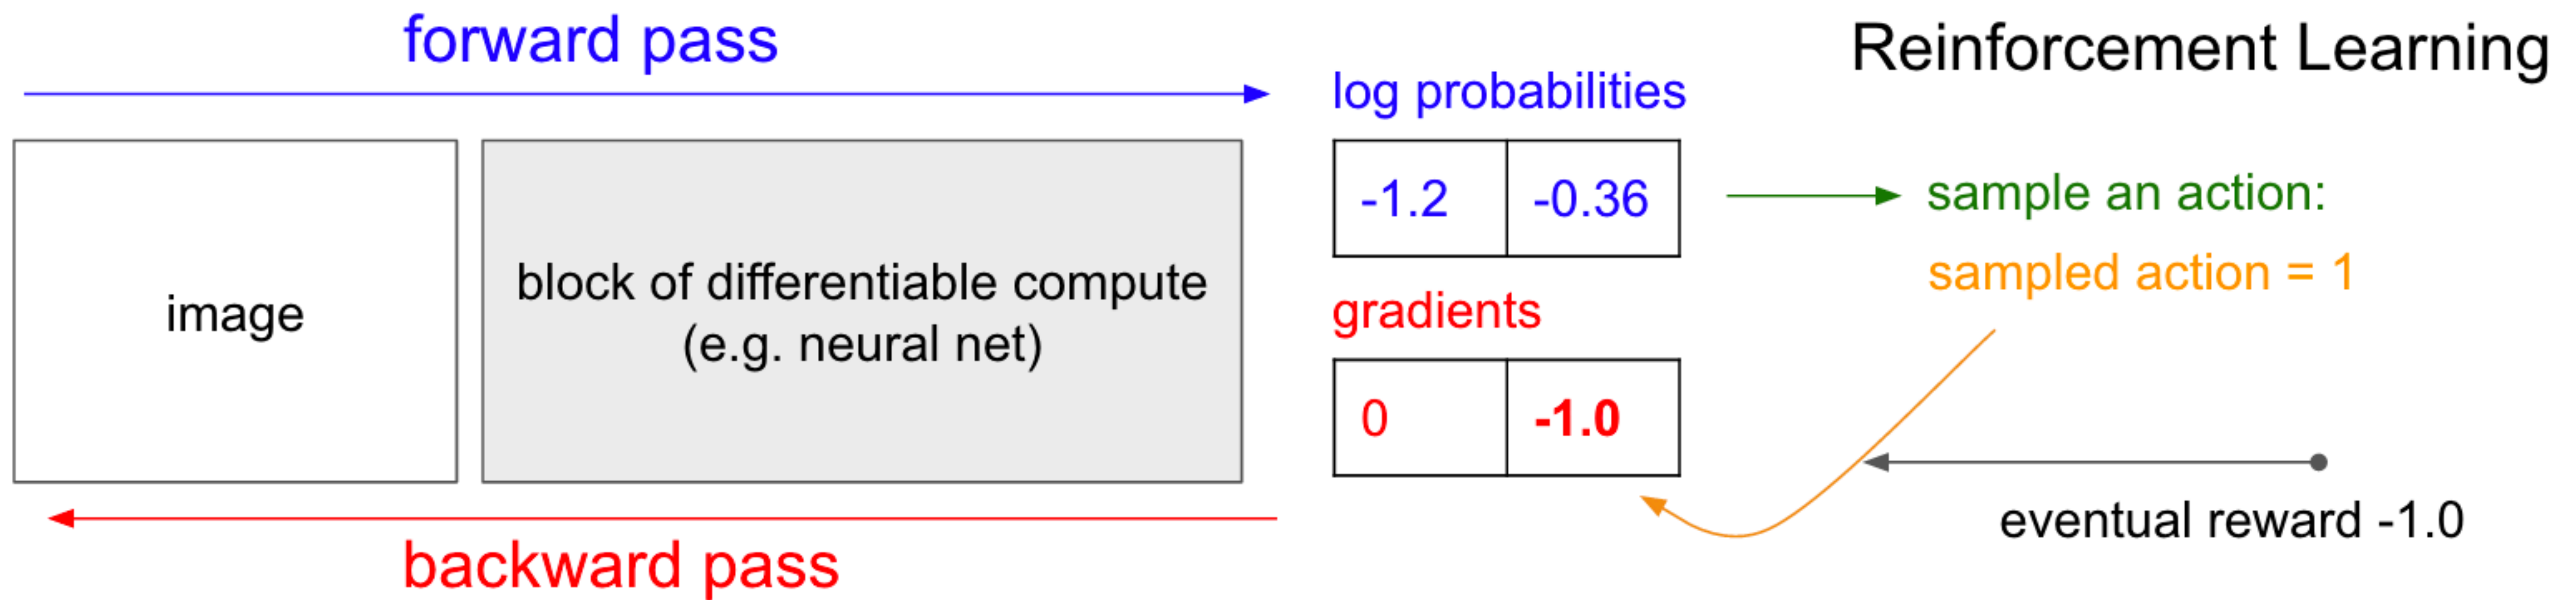 forward pass
Reinforcement Learning
log probabilities
image
block of differentiable compute
(e.g. neural net)
-1.2 -0.36
sample an action:
sampled action = 1
gradients
0 -1.0
eventual reward -1.0
backward pass